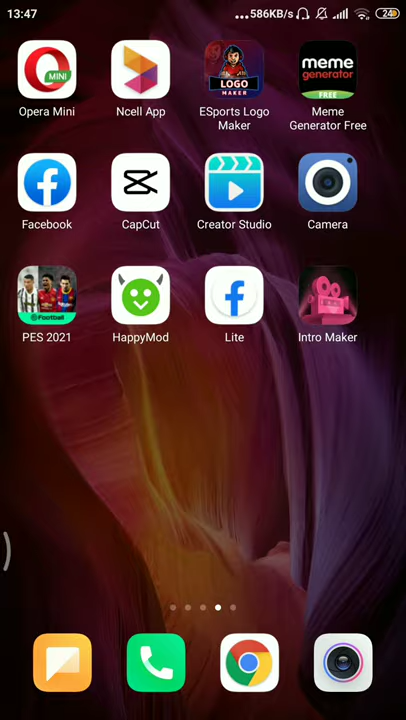 13:47
...586KB/s
24
MINI
LOGO
MAKER
meme
generator
FREE
Opera Mini
Ncell App
ESports Logo
Maker
Meme
Generator Free
Facebook
CapCut
Creator Studio
Camera
PES 2021
HappyMod
Lite
Intro Maker